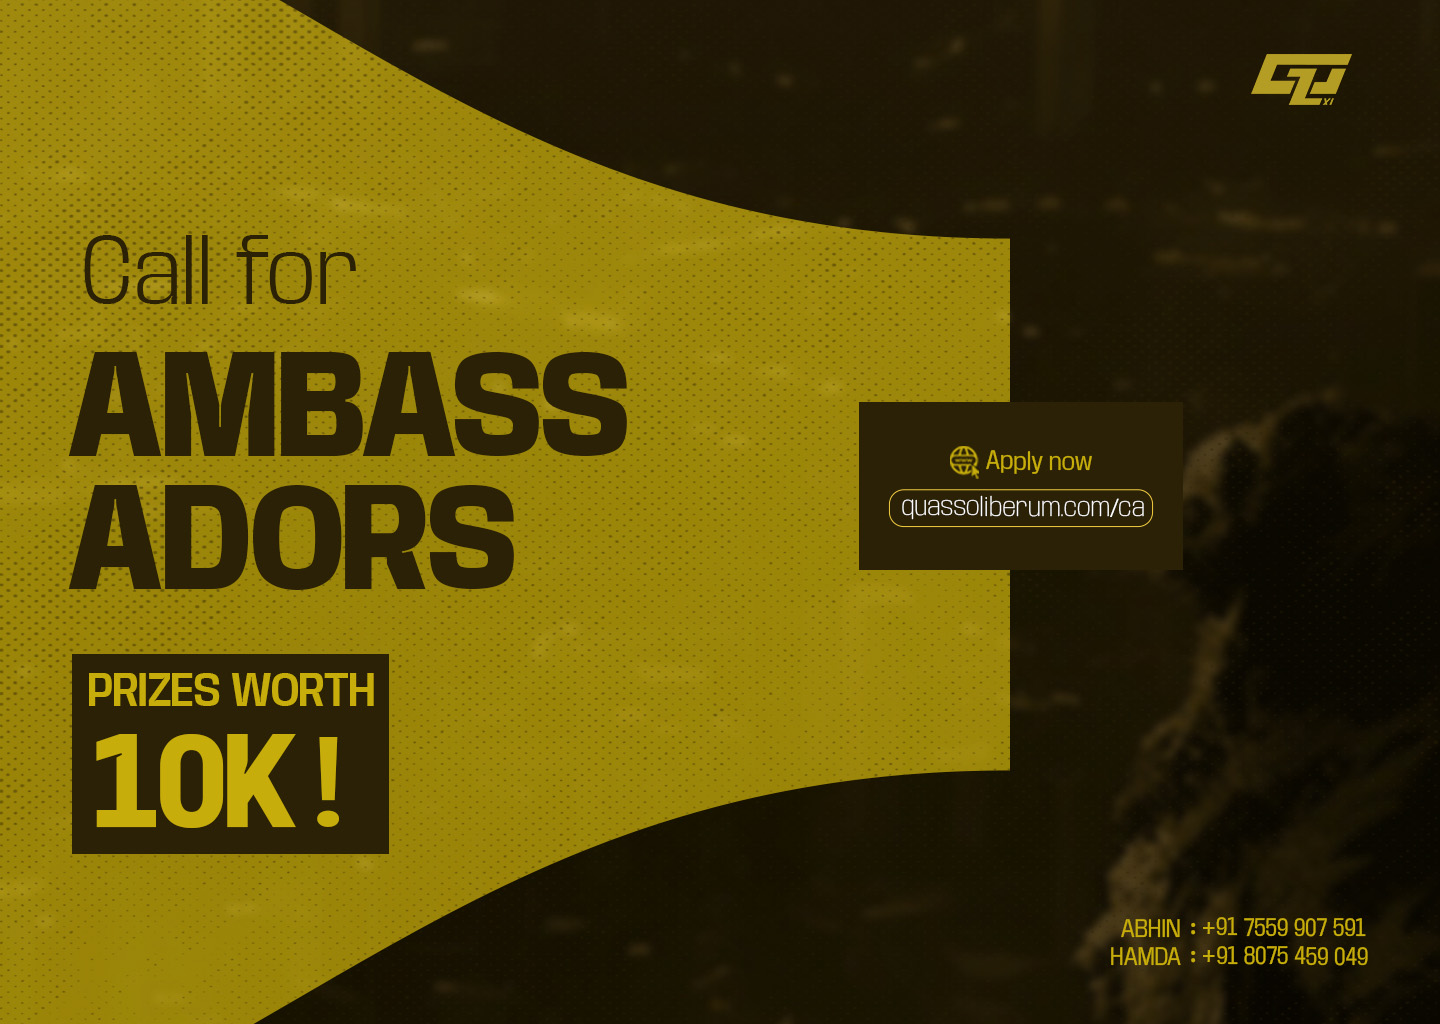 XI
Call for
AMBASS
ADORS
Apply now
quassoliberum.com/ca
PRIZES WORTH
10K!
ABHIN : +91 7559 907 591
HAMDA : +91 8075 459 049